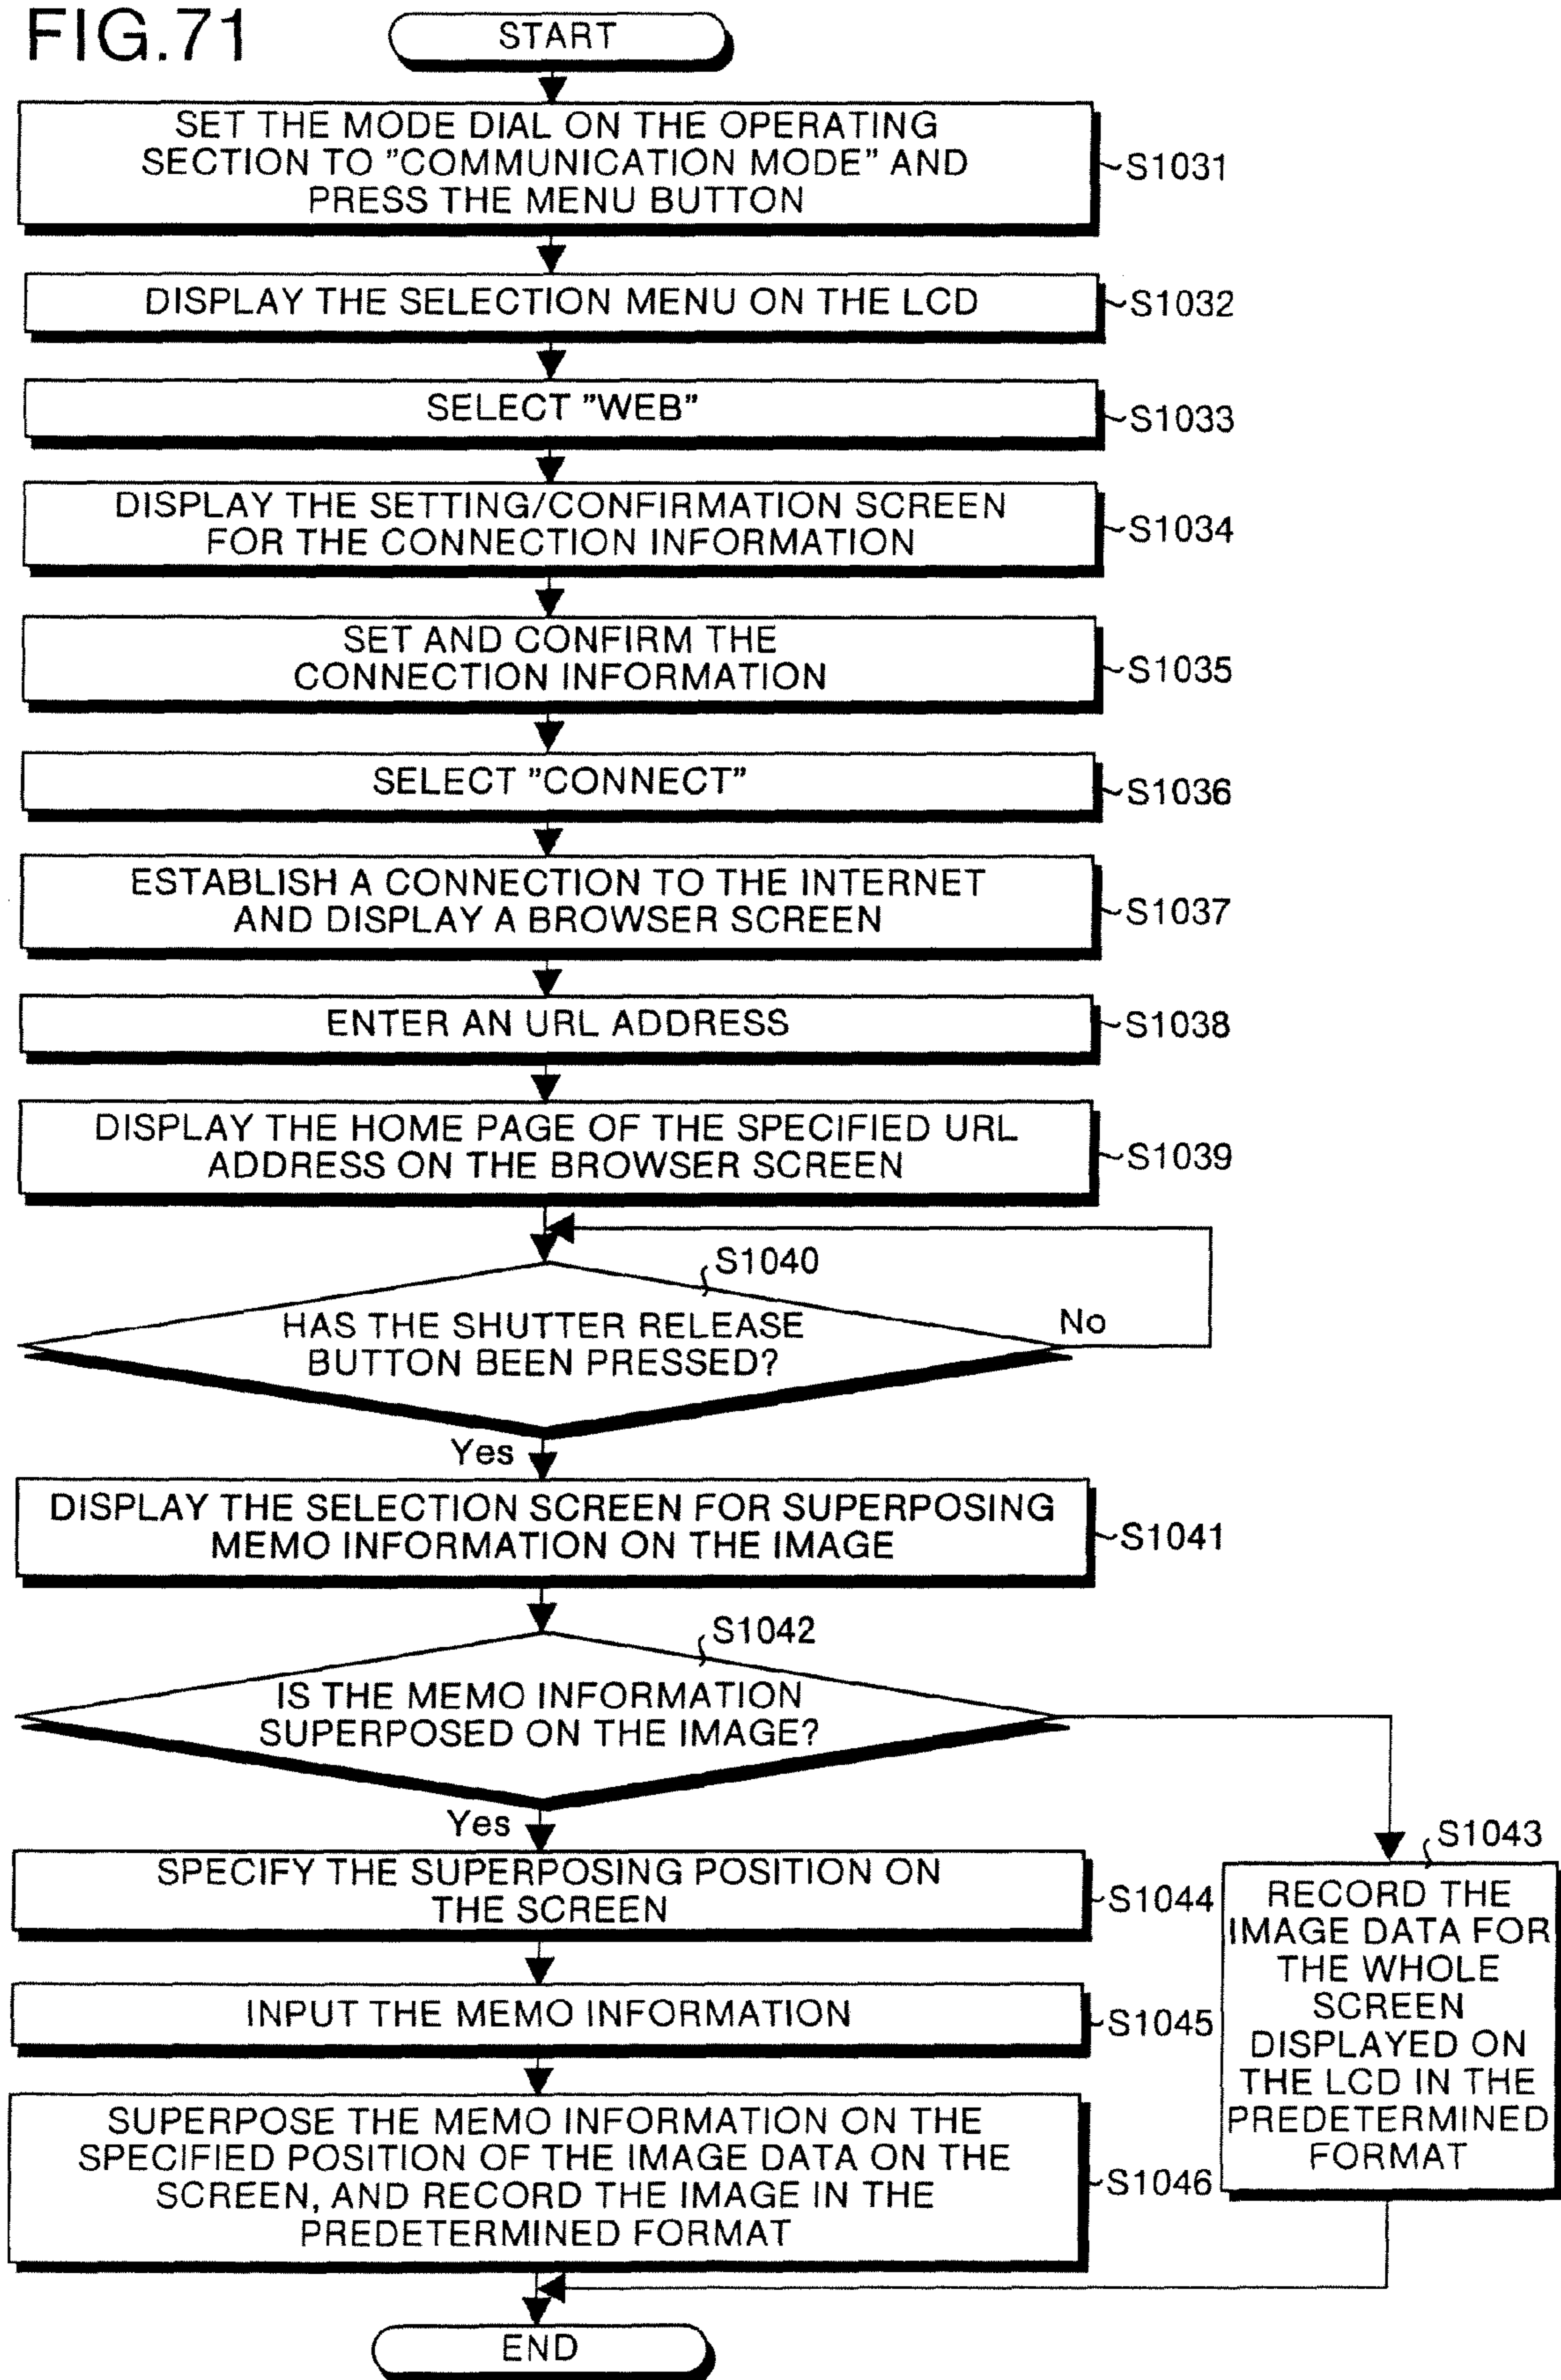 FIG.71
START
SET THE MODE DIAL ON THE OPERATING
SECTION TO "COMMUNICATION MODE" AND
PRESS THE MENU BUTTON
S1031
DISPLAY THE SELECTION MENU ON THE LCD
S1032
SELECT "WEB"
S1033
DISPLAY THE SETTING/CONFIRMATION SCREEN
FOR THE CONNECTION INFORMATION
S1034
SET AND CONFIRM THE
CONNECTION INFORMATION
S1035
SELECT "CONNECT"
S1036
ESTABLISH A CONNECTION TO THE INTERNET
AND DISPLAY A BROWSER SCREEN
S1037
ENTER AN URL ADDRESS
S1038
DISPLAY THE HOME PAGE OF THE SPECIFIED URL
ADDRESS ON THE BROWSER SCREEN
S1039
S1040
HAS THE SHUTTER RELEASE
BUTTON BEEN PRESSED?
No
Yes
DISPLAY THE SELECTION SCREEN FOR SUPERPOSING
MEMO INFORMATION ON THE IMAGE
S1041
S1042
IS THE MEMO INFORMATION
SUPERPOSED ON THE IMAGE?
Yes
SPECIFY THE SUPERPOSING POSITION ON
THE SCREEN
S1044
INPUT THE MEMO INFORMATION
S1045
SUPERPOSE THE MEMO INFORMATION ON THE
SPECIFIED POSITION OF THE IMAGE DATA ON THE
SCREEN, AND RECORD THE IMAGE IN THE
PREDETERMINED FORMAT
S1046
S1043
RECORD THE
IMAGE DATA FOR
THE WHOLE
SCREEN
DISPLAYED ON
THE LCD IN THE
PREDETERMINED
FORMAT
END